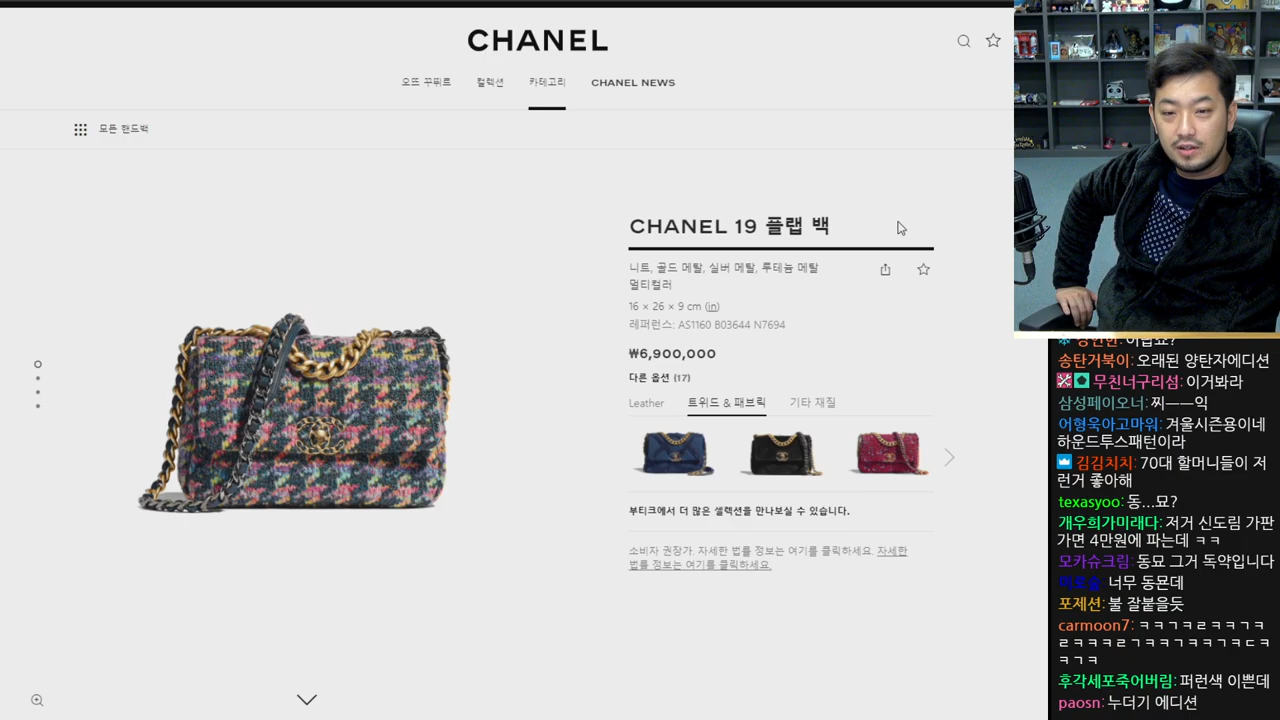 CHANEL
오뜨 꾸뛰르 컬렉션 카테고리 CHANEL NEWS
모든 핸드백
CHANEL 19 플랩 백
니트, 골드 메탈, 실버 메탈, 루테늄 메탈
멀티컬러
16 × 26 × 9 cm (in)
레퍼런스: AS1160 B03644 N7694
₩6,900,000
다른 옵션 (17)
Leather 트위드 & 패브릭 기타 재질
부티크에서 더 많은 셀렉션을 만나보실 수 있습니다.
소비자 권장가. 자세한 법률 정보는 여기를 클릭하세요. 자세한
법률 정보는 여기를 클릭하세요.
송탄거북이: 오래된 양탄자에디션
무친너구리섬: 이거봐라
삼성페이오너: 찌——익
어형욱아고마워: 겨울시즌용이네
하운드투스패턴이라
김김치치: 70대 할머니들이 저
런거 좋아해
texasyoo: 동...묘?
개우희가미래다: 저거 신도림 가판
가면 4만원에 파는데 ㅋㅋ
모카슈크림: 동묘 그거 독약입니다
너무 동묜데
포제션: 불 잘붙을듯
carmoon7: ㅋㅋㄱㅋㄹㅋㅋㄱㅋ
ㄹㅋㅋㅋㄹㄱㅋㅋㄱㅋㅋㄱㅋㄷㅋ
ㅋㄱㅋ
후각세포죽어버림: 퍼런색 이쁜데
paosn: 누더기 에디션